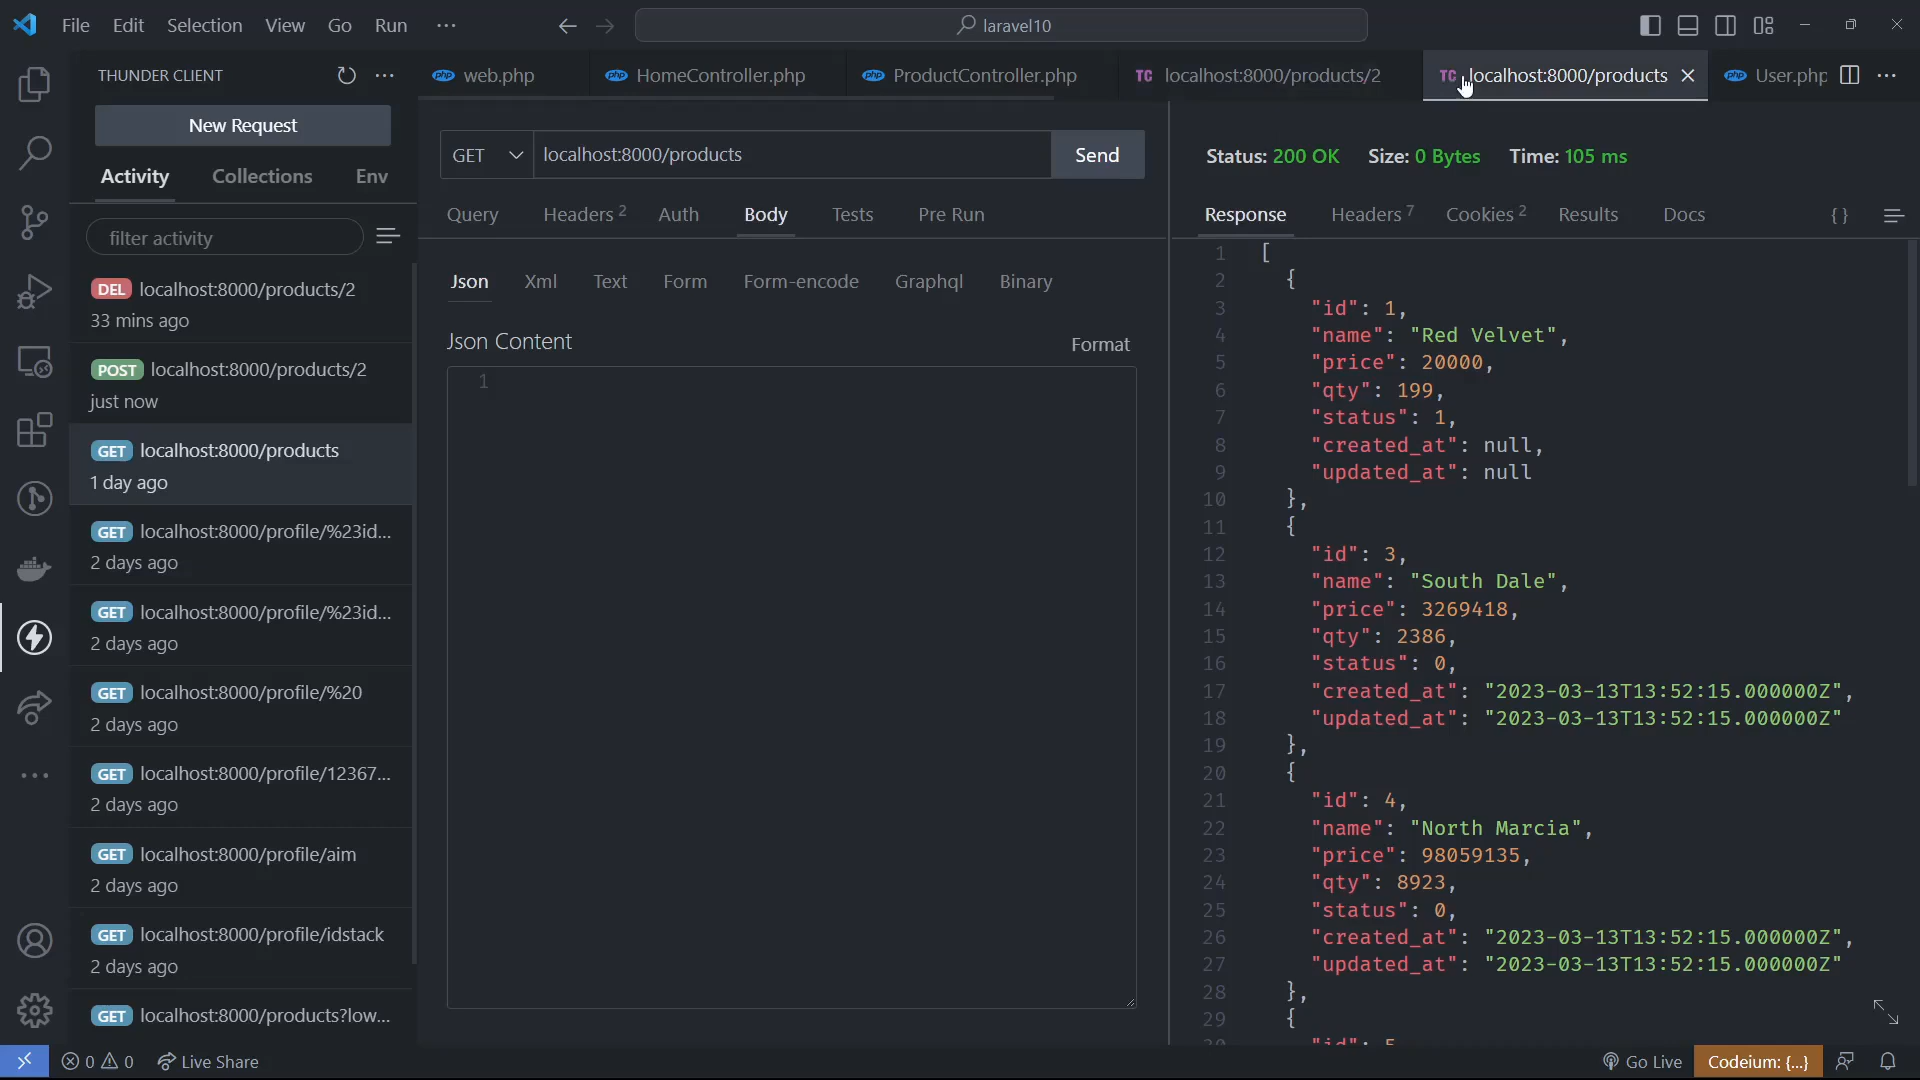 File Edit Selection View Go Run ···
laravel10
THUNDER CLIENT
New Request
Activity Collections Env
filter activity
DEL localhost:8000/products/2
33 mins ago
POST localhost:8000/products/2
just now
GET localhost:8000/products
1 day ago
GET localhost:8000/profile/%23id...
2 days ago
GET localhost:8000/profile/%23id...
2 days ago
GET localhost:8000/profile/%20
2 days ago
GET localhost:8000/profile/12367...
2 days ago
GET localhost:8000/profile/aim
2 days ago
GET localhost:8000/profile/idstack
2 days ago
GET localhost:8000/products?low...
php web.php php HomeController.php php ProductController.php TC localhost:8000/products/2 TC localhost:8000/products php User.php
GET localhost:8000/products Send
Query Headers 2 Auth Body Tests Pre Run
Json Xml Text Form Form-encode Graphql Binary
Json Content Format
1
Status: 200 OK Size: 0 Bytes Time: 105 ms
Response Headers 7 Cookies 2 Results Docs { }
1 [
2 {
3 "id": 1,
4 "name": "Red Velvet",
5 "price": 20000,
6 "qty": 199,
7 "status": 1,
8 "created_at": null,
9 "updated_at": null
10 },
11 {
12 "id": 3,
13 "name": "South Dale",
14 "price": 3269418,
15 "qty": 2386,
16 "status": 0,
17 "created_at": "2023-03-13T13:52:15.000000Z",
18 "updated_at": "2023-03-13T13:52:15.000000Z"
19 },
20 {
21 "id": 4,
22 "name": "North Marcia",
23 "price": 98059135,
24 "qty": 8923,
25 "status": 0,
26 "created_at": "2023-03-13T13:52:15.000000Z",
27 "updated_at": "2023-03-13T13:52:15.000000Z"
28 },
29 {
0 0 Live Share Go Live Codeium: {...}